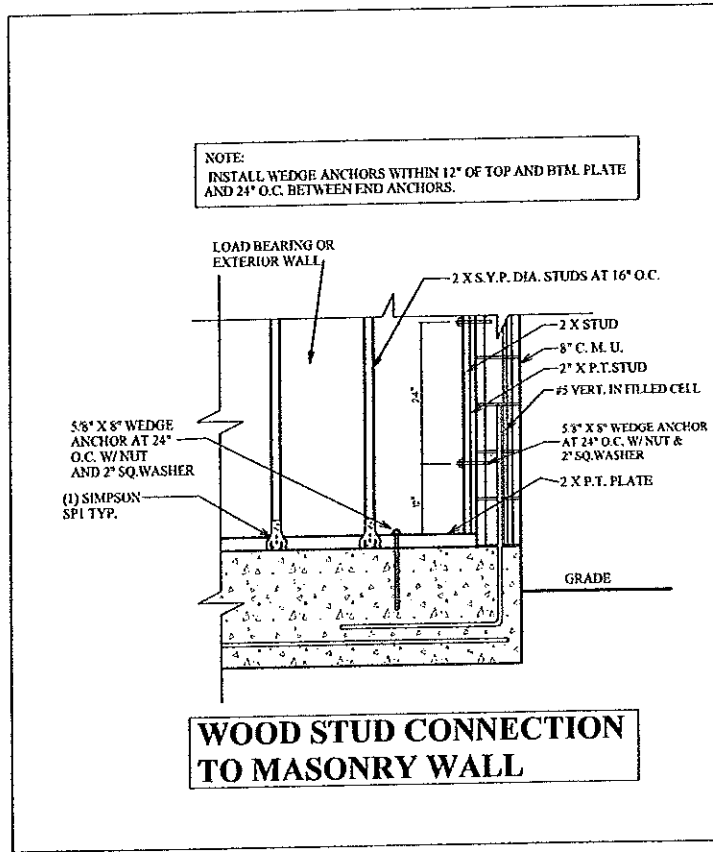 NOTE:
INSTALL WEDGE ANCHORS WITHIN 12" OF TOP AND BTM. PLATE
AND 24" O.C. BETWEEN END ANCHORS.
LOAD BEARING OR
EXTERIOR WALL
2 X S.Y.P. DIA. STUDS AT 16" O.C.
2 X STUD
8" C. M. U.
2" X P.T. STUD
#5 VERT. IN FILLED CELL
24"
5/8" X 8" WEDGE
ANCHOR AT 24"
O.C. W/ NUT
AND 2" SQ.WASHER
5/8" X 8" WEDGE ANCHOR
AT 24" O.C. W/ NUT &
2" SQ.WASHER
(1) SIMPSON
SP1 TYP.
2 X P.T. PLATE
GRADE
WOOD STUD CONNECTION
TO MASONRY WALL